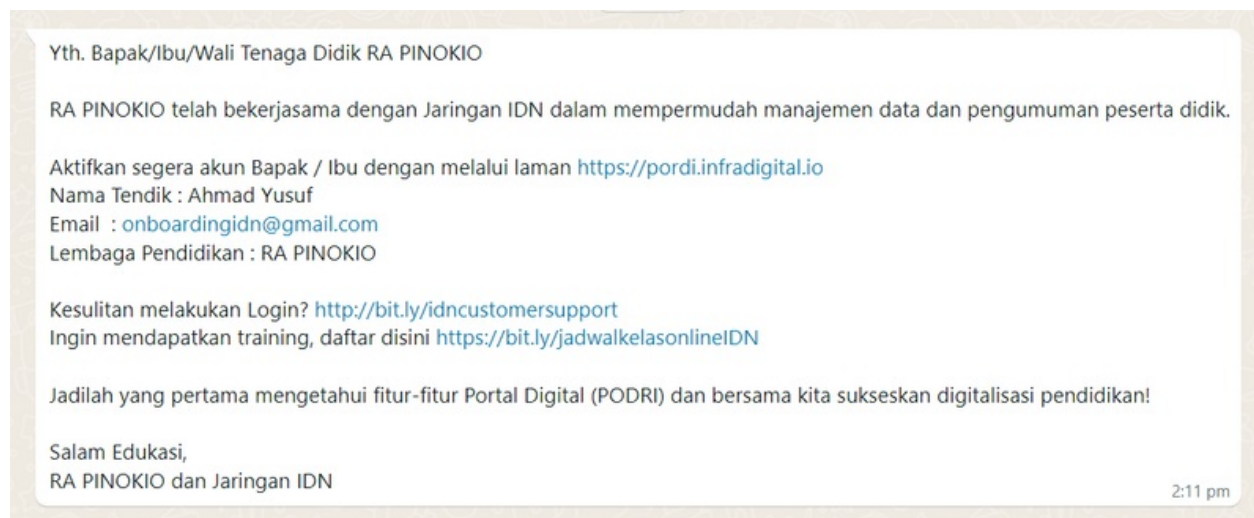 Yth. Bapak/Ibu/Wali Tenaga Didik RA PINOKIO
RA PINOKIO telah bekerjasama dengan Jaringan IDN dalam mempermudah manajemen data dan pengumuman peserta didik.
Aktifkan segera akun Bapak / Ibu dengan melalui laman https://pordi.infradigital.io
Nama Tendik : Ahmad Yusuf
Email : onboardingidn@gmail.com
Lembaga Pendidikan : RA PINOKIO
Kesulitan melakukan Login? http://bit.ly/idncustomersupport
Ingin mendapatkan training, daftar disini https://bit.ly/jadwalkelasonlineIDN
Jadilah yang pertama mengetahui fitur-fitur Portal Digital (PODRI) dan bersama kita sukseskan digitalisasi pendidikan!
Salam Edukasi,
RA PINOKIO dan Jaringan IDN
2:11 pm